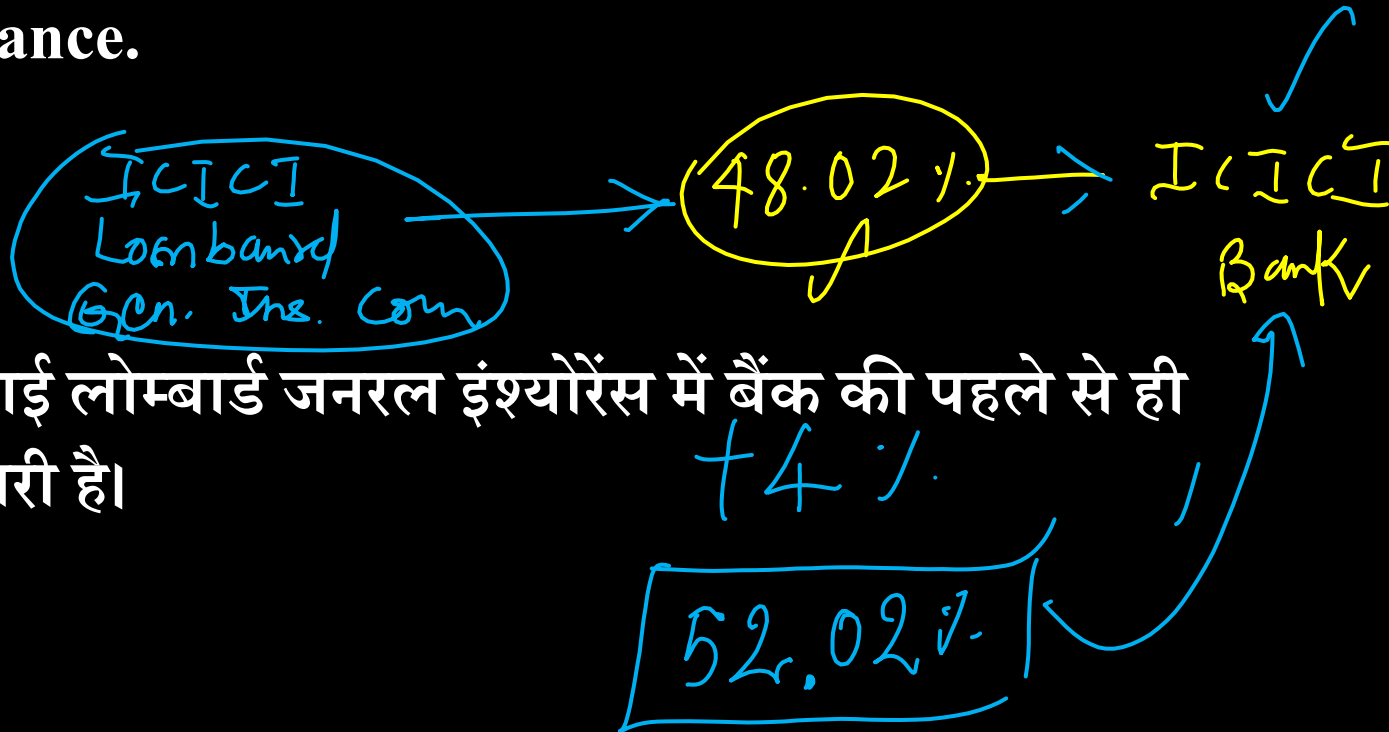 ance.
ICICI
Lombard
Gen. Ins. Com
48.02%
ICICI
Bank
ाई लोम्बार्ड जनरल इंश्योरेंस में बैंक की पहले से ही
ारी है।
+4%
52.02%